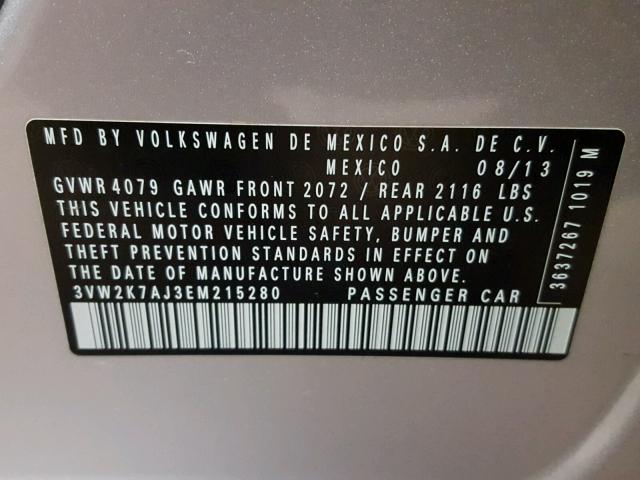 MFD BY VOLKSWAGEN DE MEXICO S.A. DE C.V.
MEXICO 08/13
GVWR 4079 GAWR FRONT 2072 / REAR 2116 LBS
THIS VEHICLE CONFORMS TO ALL APPLICABLE U.S.
FEDERAL MOTOR VEHICLE SAFETY, BUMPER AND
THEFT PREVENTION STANDARDS IN EFFECT ON
THE DATE OF MANUFACTURE SHOWN ABOVE.
3VW2K7AJ3EM215280 PASSENGER CAR
3637267 1019 M